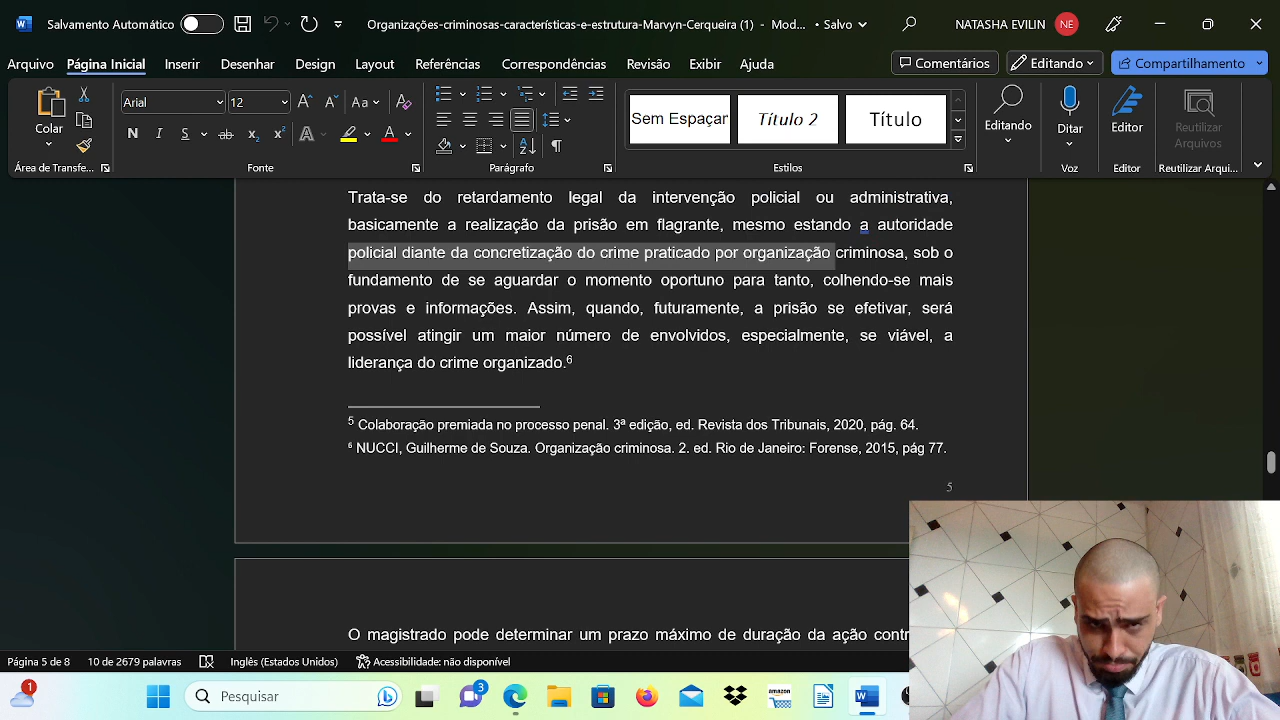 Salvamento Automático
Organizações-criminosas-características-e-estrutura-Marvyn-Cerqueira (1) - Mod... • Salvo
NATASHA EVILIN NE
Arquivo Página Inicial Inserir Desenhar Design Layout Referências Correspondências Revisão Exibir Ajuda
Comentários Editando Compartilhamento
Colar
Área de Transfe...
Arial 12
Aa
N I S ab x₂ x² A A
Fonte
Parágrafo
Sem Espaçar Título 2 Título
Estilos
Editando
Ditar
Voz
Editor
Editor
Reutilizar
Arquivos
Reutilizar Arqui...
Trata-se do retardamento legal da intervenção policial ou administrativa,
basicamente a realização da prisão em flagrante, mesmo estando a autoridade
policial diante da concretização do crime praticado por organização criminosa, sob o
fundamento de se aguardar o momento oportuno para tanto, colhendo-se mais
provas e informações. Assim, quando, futuramente, a prisão se efetivar, será
possível atingir um maior número de envolvidos, especialmente, se viável, a
liderança do crime organizado.⁶
⁵ Colaboração premiada no processo penal. 3ª edição, ed. Revista dos Tribunais, 2020, pág. 64.
⁶ NUCCI, Guilherme de Souza. Organização criminosa. 2. ed. Rio de Janeiro: Forense, 2015, pág 77.
5
O magistrado pode determinar um prazo máximo de duração da ação contr
Página 5 de 8 10 de 2679 palavras Inglês (Estados Unidos) Acessibilidade: não disponível
1
Pesquisar
3
amazon